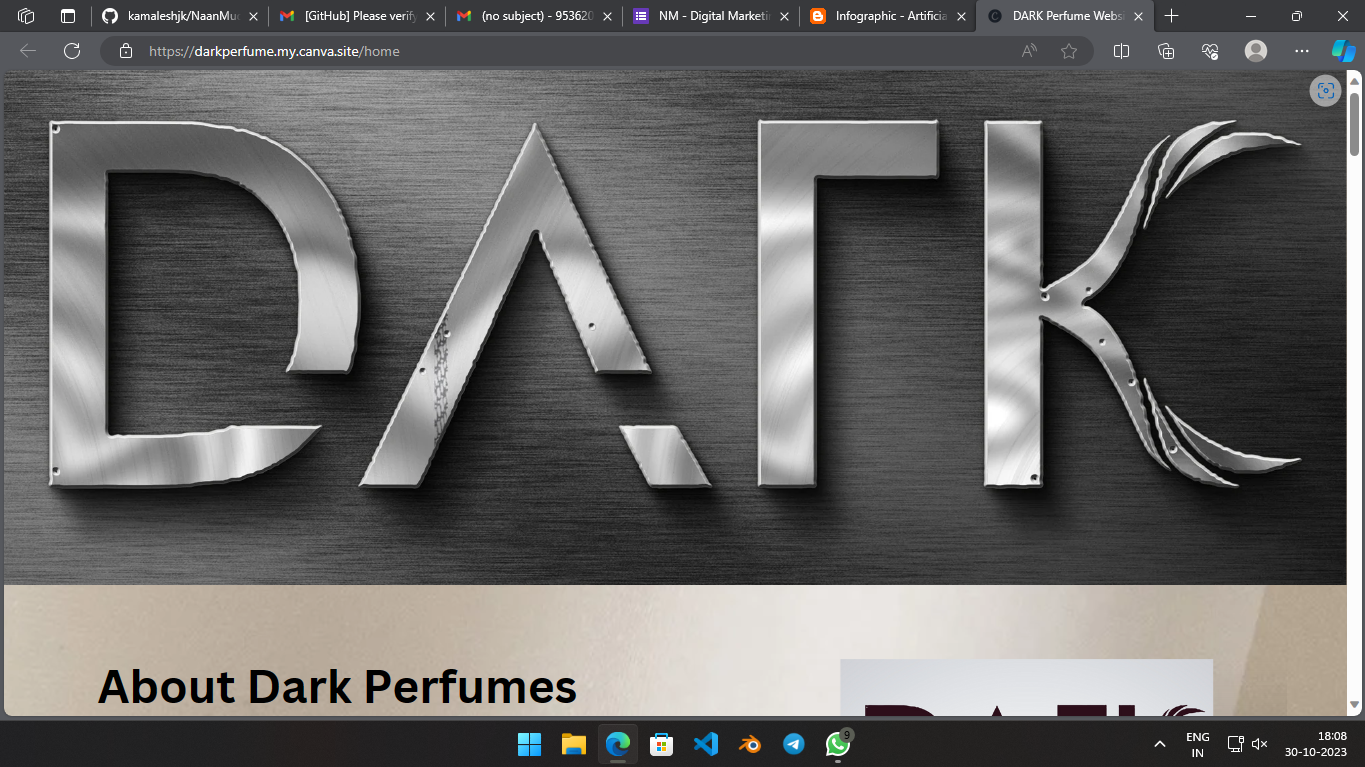 kamaleshjk/NaanMu
[GitHub] Please verify
(no subject) - 953620
NM - Digital Marketin
Infographic - Artificia
DARK Perfume Websi
https://darkperfume.my.canva.site/home
DARK
About Dark Perfumes
9
ENG
IN
18:08
30-10-2023